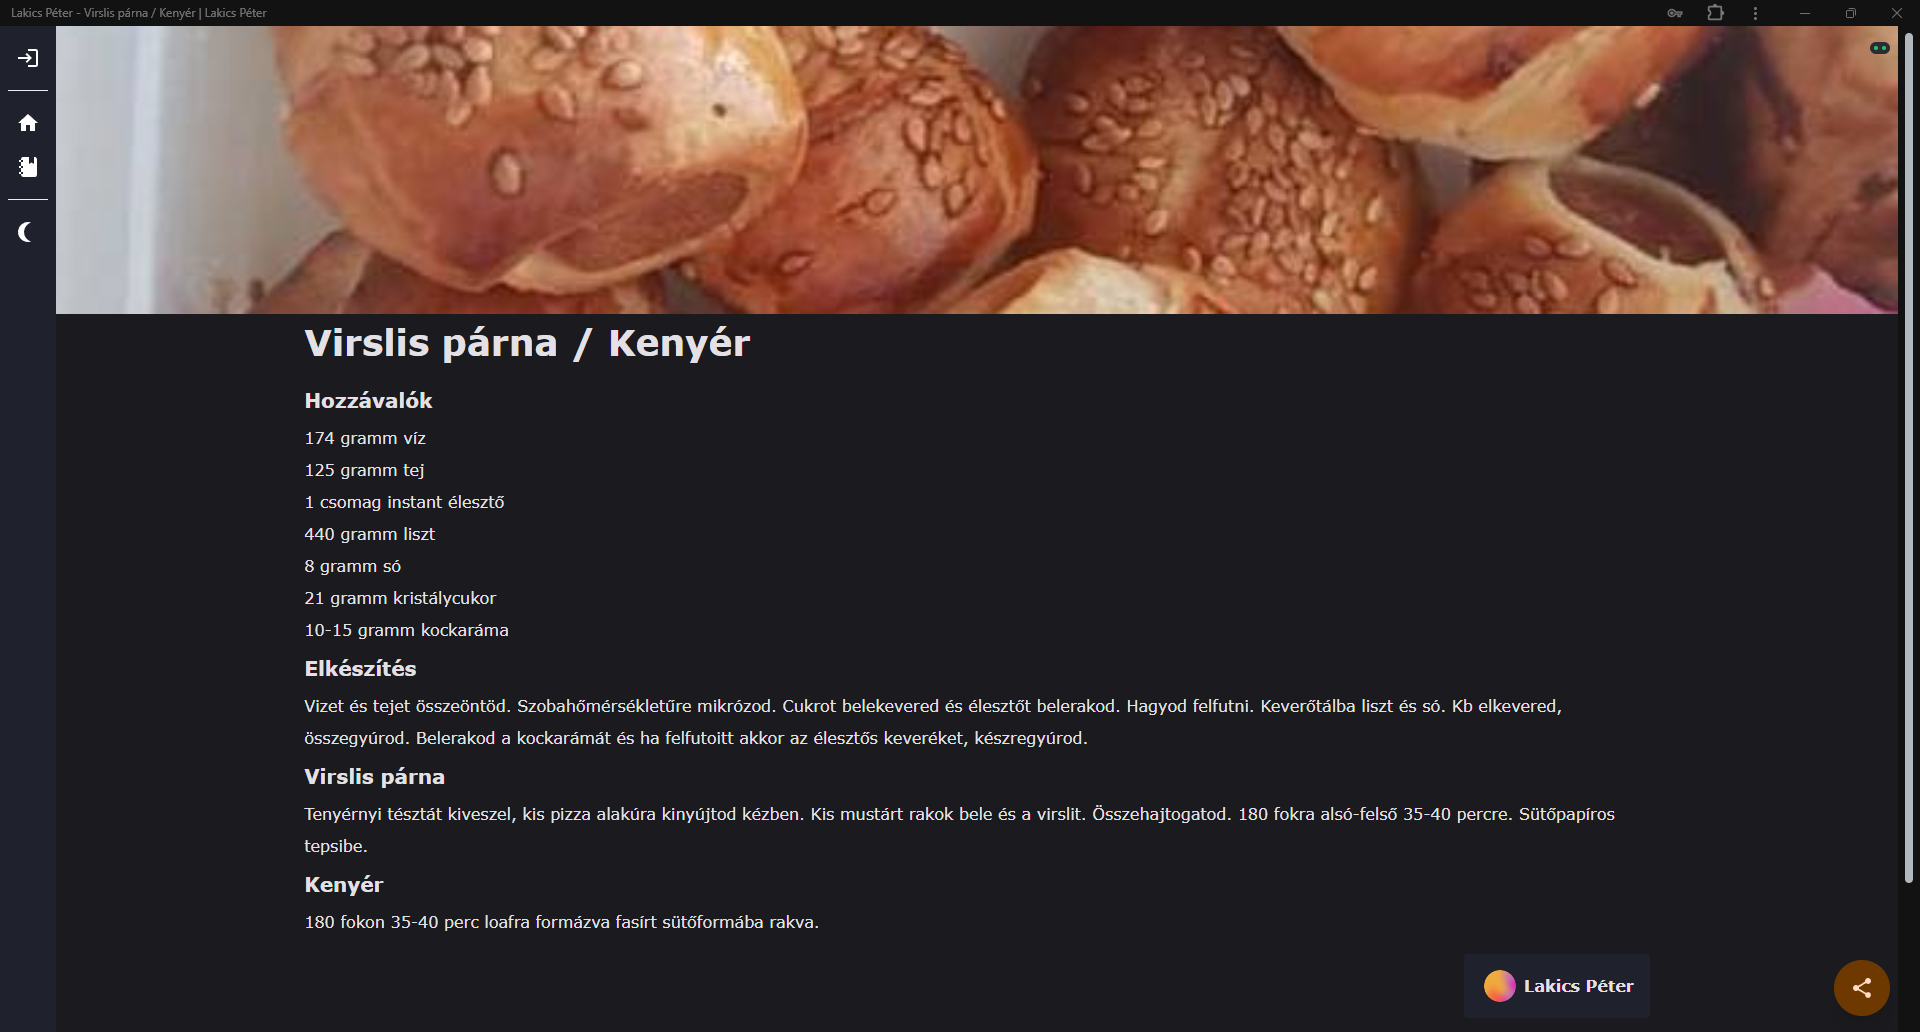 Lakics Péter - Virslis párna / Kenyér | Lakics Péter
Virslis párna / Kenyér
Hozzávalók
174 gramm víz
125 gramm tej
1 csomag instant élesztő
440 gramm liszt
8 gramm só
21 gramm kristálycukor
10-15 gramm kockaráma
Elkészítés
Vizet és tejet összeöntöd. Szobahőmérsékletűre mikrózod. Cukrot belekevered és élesztőt belerakod. Hagyod felfutni. Keverőtálba liszt és só. Kb elkevered,
összegyúrod. Belerakod a kockarámát és ha felfutoitt akkor az élesztős keveréket, készregyúrod.
Virslis párna
Tenyérnyi tésztát kiveszel, kis pizza alakúra kinyújtod kézben. Kis mustárt rakok bele és a virslit. Összehajtogatod. 180 fokra alsó-felső 35-40 percre. Sütőpapíros
tepsibe.
Kenyér
180 fokon 35-40 perc loafra formázva fasírt sütőformába rakva.
Lakics Péter